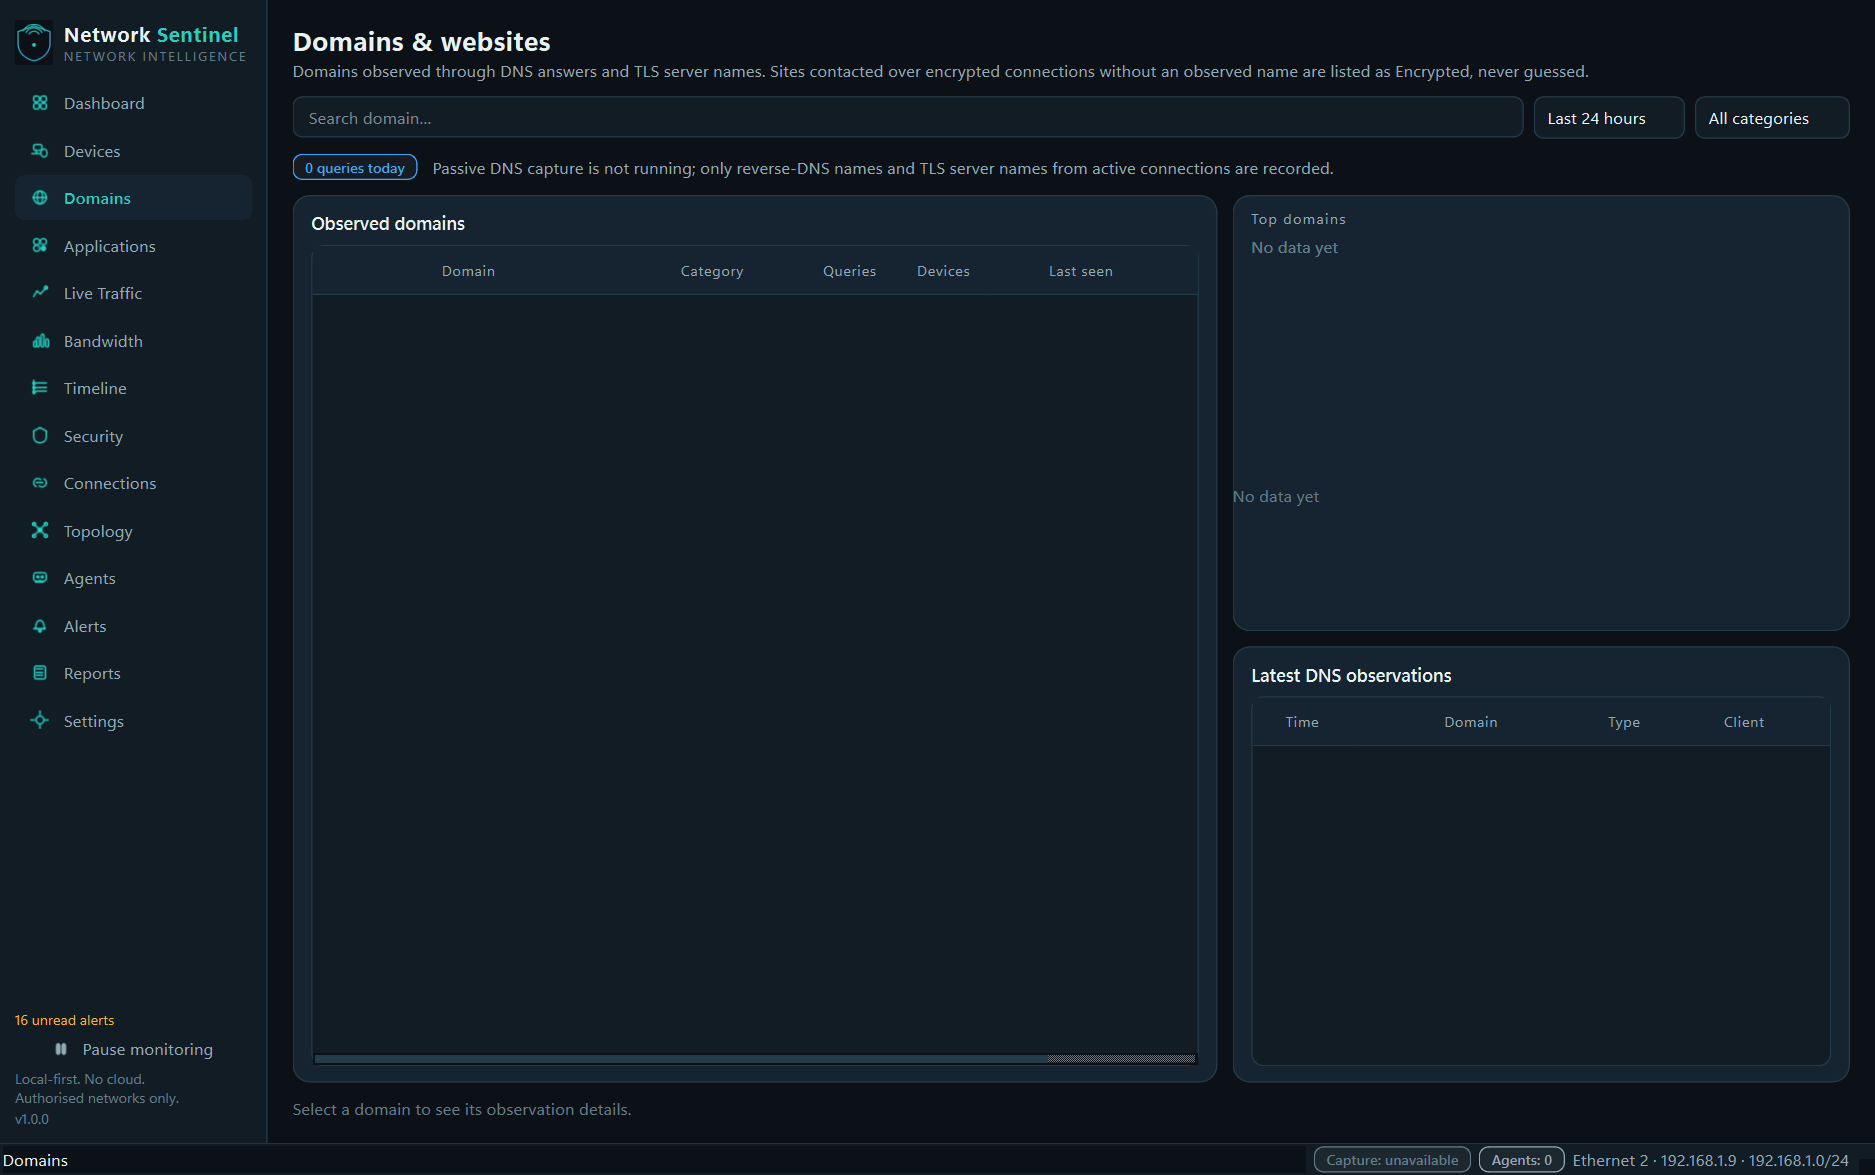 Network Sentinel
NETWORK INTELLIGENCE
Dashboard
Devices
Domains
Applications
Live Traffic
Bandwidth
Timeline
Security
Connections
Topology
Agents
Alerts
Reports
Settings
16 unread alerts
Pause monitoring
Local-first. No cloud.
Authorised networks only.
v1.0.0
Domains & websites
Domains observed through DNS answers and TLS server names. Sites contacted over encrypted connections without an observed name are listed as Encrypted, never guessed.
Search domain...
Last 24 hours
All categories
0 queries today
Passive DNS capture is not running; only reverse-DNS names and TLS server names from active connections are recorded.
Observed domains
Domain Category Queries Devices Last seen
Top domains
No data yet
No data yet
Latest DNS observations
Time Domain Type Client
Select a domain to see its observation details.
Domains
Capture: unavailable
Agents: 0
Ethernet 2 · 192.168.1.9 · 192.168.1.0/24